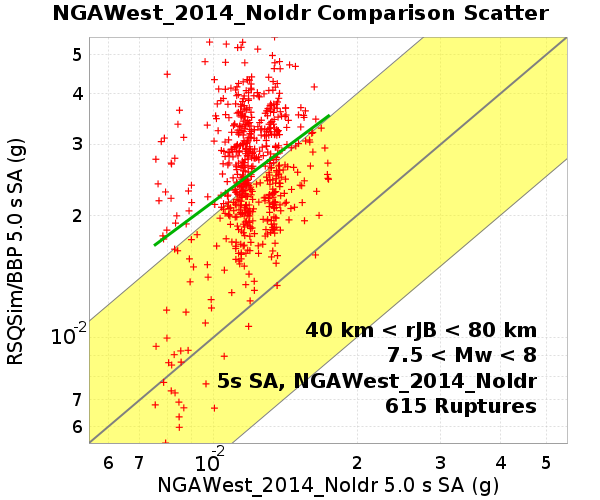 NGAWest_2014_NoIdr Comparison Scatter
RSQSim/BBP 5.0 s SA (g)
5
4
3
2
10-2
7
6
40 km < rJB < 80 km
7.5 < Mw < 8
5s SA, NGAWest_2014_NoIdr
615 Ruptures
6 7 10-2 2 3 4 5
NGAWest_2014_NoIdr 5.0 s SA (g)